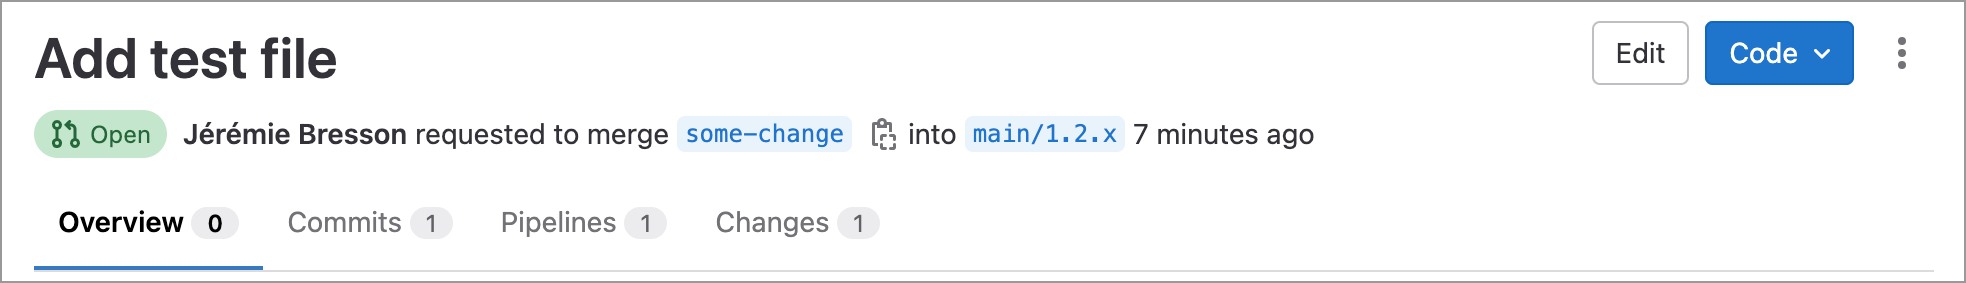 Add test file
Edit
Code
Open Jérémie Bresson requested to merge some-change into main/1.2.x 7 minutes ago
Overview 0 Commits 1 Pipelines 1 Changes 1